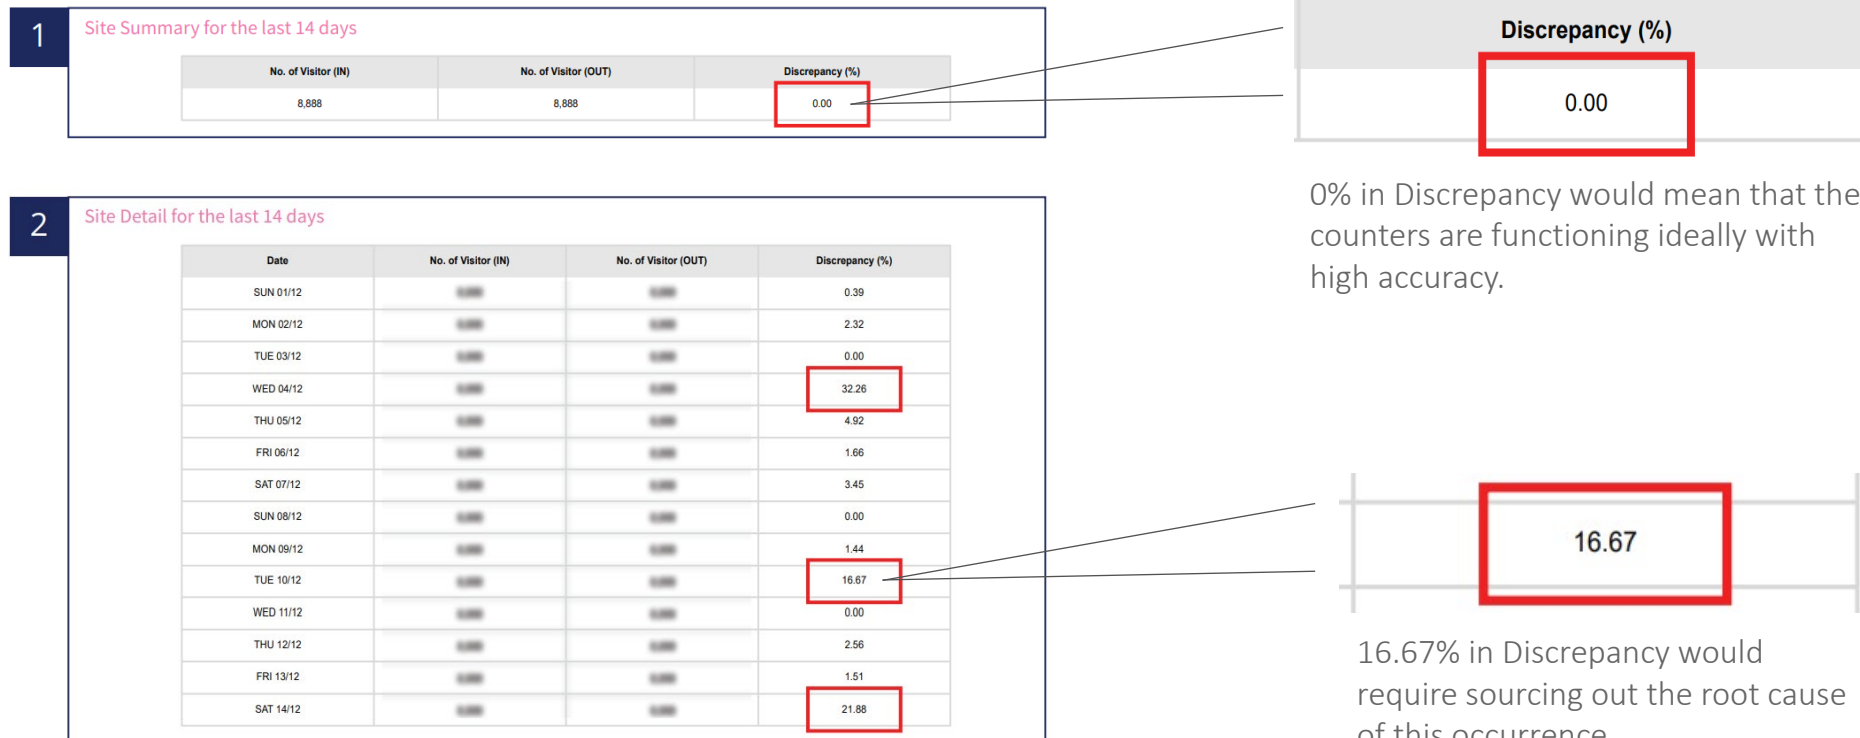 1
Site Summary for the last 14 days
No. of Visitor (IN) No. of Visitor (OUT) Discrepancy (%)
8,888 8,888 0.00
Discrepancy (%)
0.00
0% in Discrepancy would mean that the
counters are functioning ideally with
high accuracy.
2
Site Detail for the last 14 days
Date No. of Visitor (IN) No. of Visitor (OUT) Discrepancy (%)
SUN 01/12 0.39
MON 02/12 2.32
TUE 03/12 0.00
WED 04/12 32.26
THU 05/12 4.92
FRI 06/12 1.66
SAT 07/12 3.45
SUN 08/12 0.00
MON 09/12 1.44
TUE 10/12 16.67
WED 11/12 0.00
THU 12/12 2.56
FRI 13/12 1.51
SAT 14/12 21.88
16.67
16.67% in Discrepancy would
require sourcing out the root cause
of this occurrence